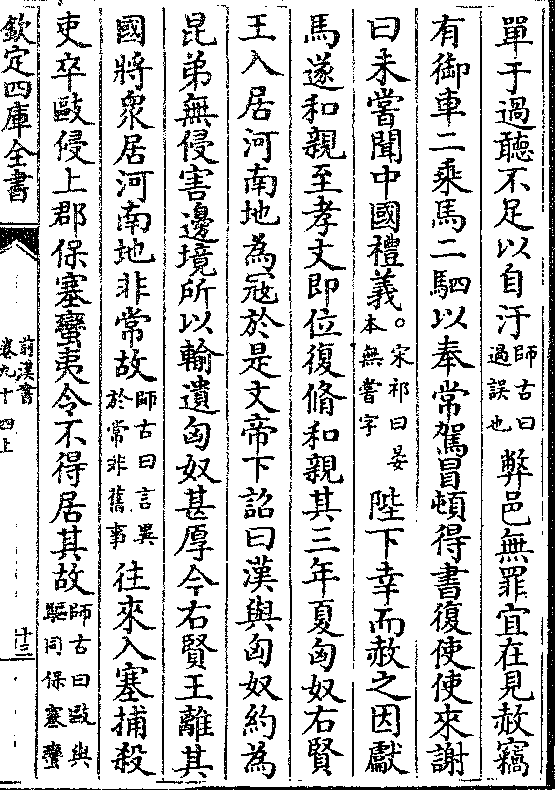 單于過聽不足以自汙師古曰過誤也弊邑無罪宜在見赦竊
有御車二乘馬二駟以奉常駕冒頓得書復使使來謝
曰未嘗聞中國禮義。宋祁曰晏本無嘗字陛下幸而赦之因獻
馬遂和親至孝文即位復脩和親其三年夏匈奴右賢
王入居河南地為冦於是文帝下詔曰漢與匈奴約為
昆弟無侵害邊境所以輸遺匈奴甚厚今右賢王離其
國將衆居河南地非常故師古曰言異於常非舊事往來入塞捕殺
吏卒敺侵上郡保塞蠻夷令不得居其故師古曰敺與驅同保塞蠻
欽定四庫全書
前漢書
卷九十四上
十三